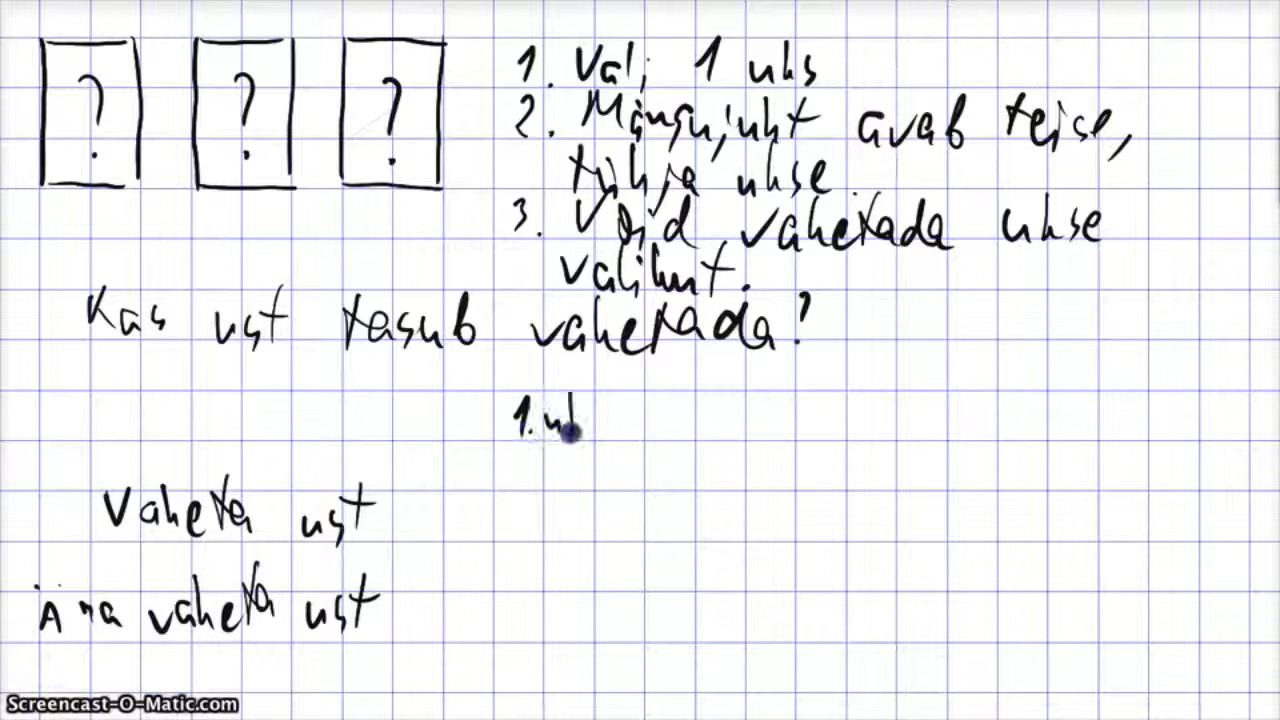 ? ? ?
1. Vali 1 uks
2. Mängujuht avab teise,
tühja ukse
3. Võid vahetada ukse
valikut.
Kas ust tasub vahetada?
1. u
Vaheta ust
Ära vaheta ust
Screencast-O-Matic.com